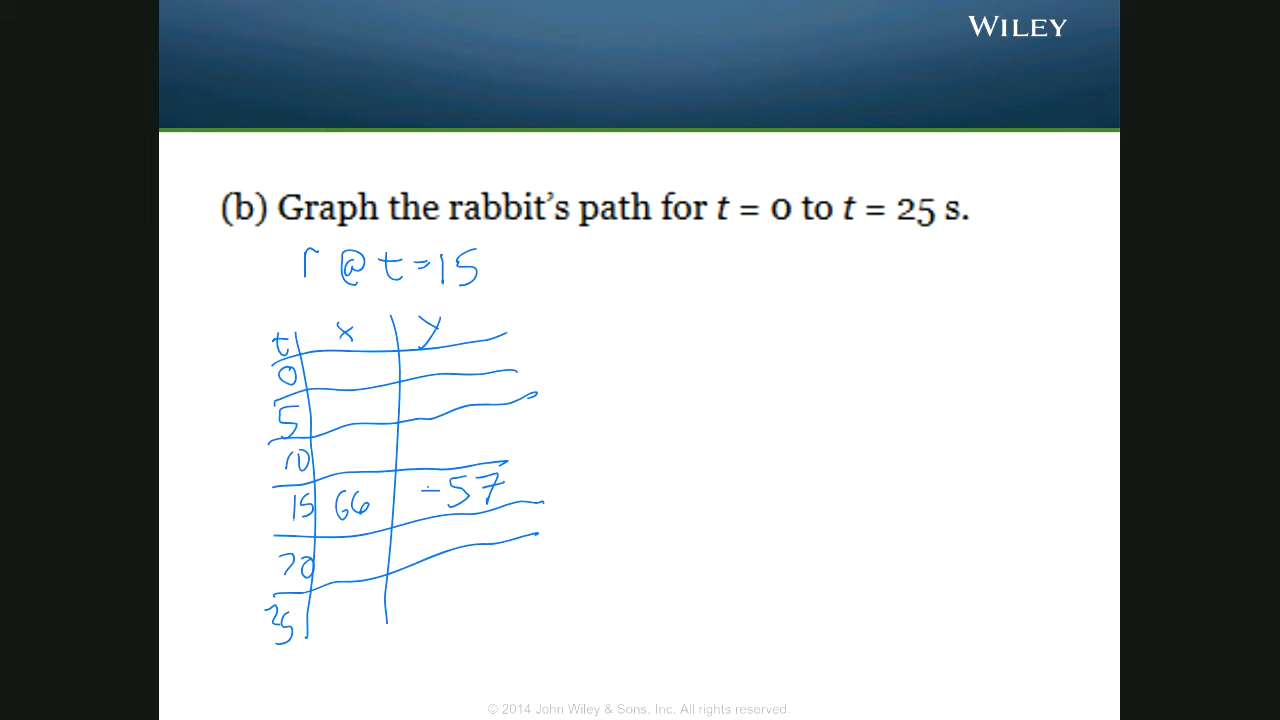 WILEY
(b) Graph the rabbit’s path for t = 0 to t = 25 s.
r @ t=15
t x y
0
5
10
15 66 -57
20
25
© 2014 John Wiley & Sons, Inc. All rights reserved.